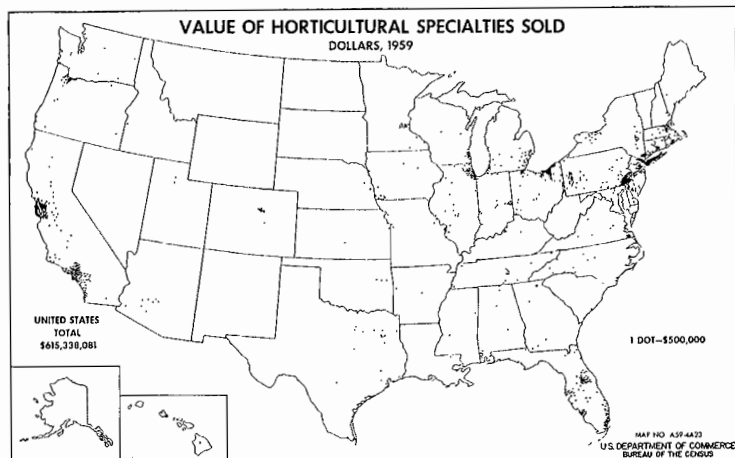 VALUE OF HORTICULTURAL SPECIALTIES SOLD
DOLLARS, 1959
UNITED STATES
TOTAL
$615,338,081
1 DOT—$500,000
MAP NO. A59-4A23
U.S. DEPARTMENT OF COMMERCE
BUREAU OF THE CENSUS